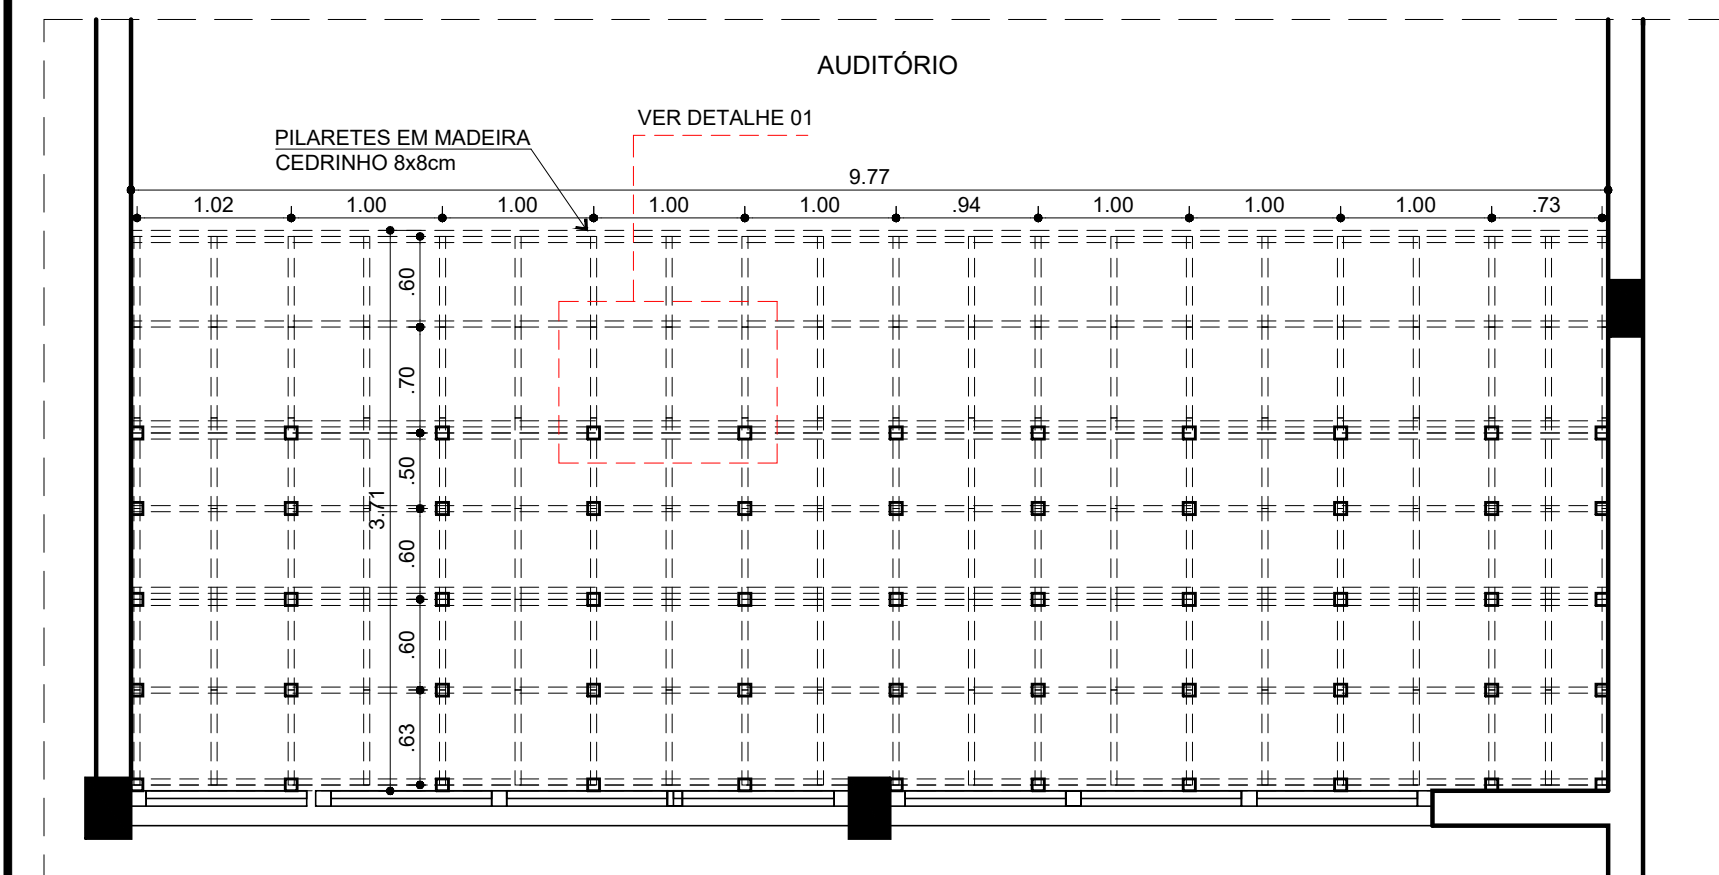 AUDITÓRIO
VER DETALHE 01
PILARETES EM MADEIRA
CEDRINHO 8x8cm
9.77
1.02 1.00 1.00 1.00 1.00 .94 1.00 1.00 1.00 .73
.60
.70
.50
3.71
.60
.60
.63